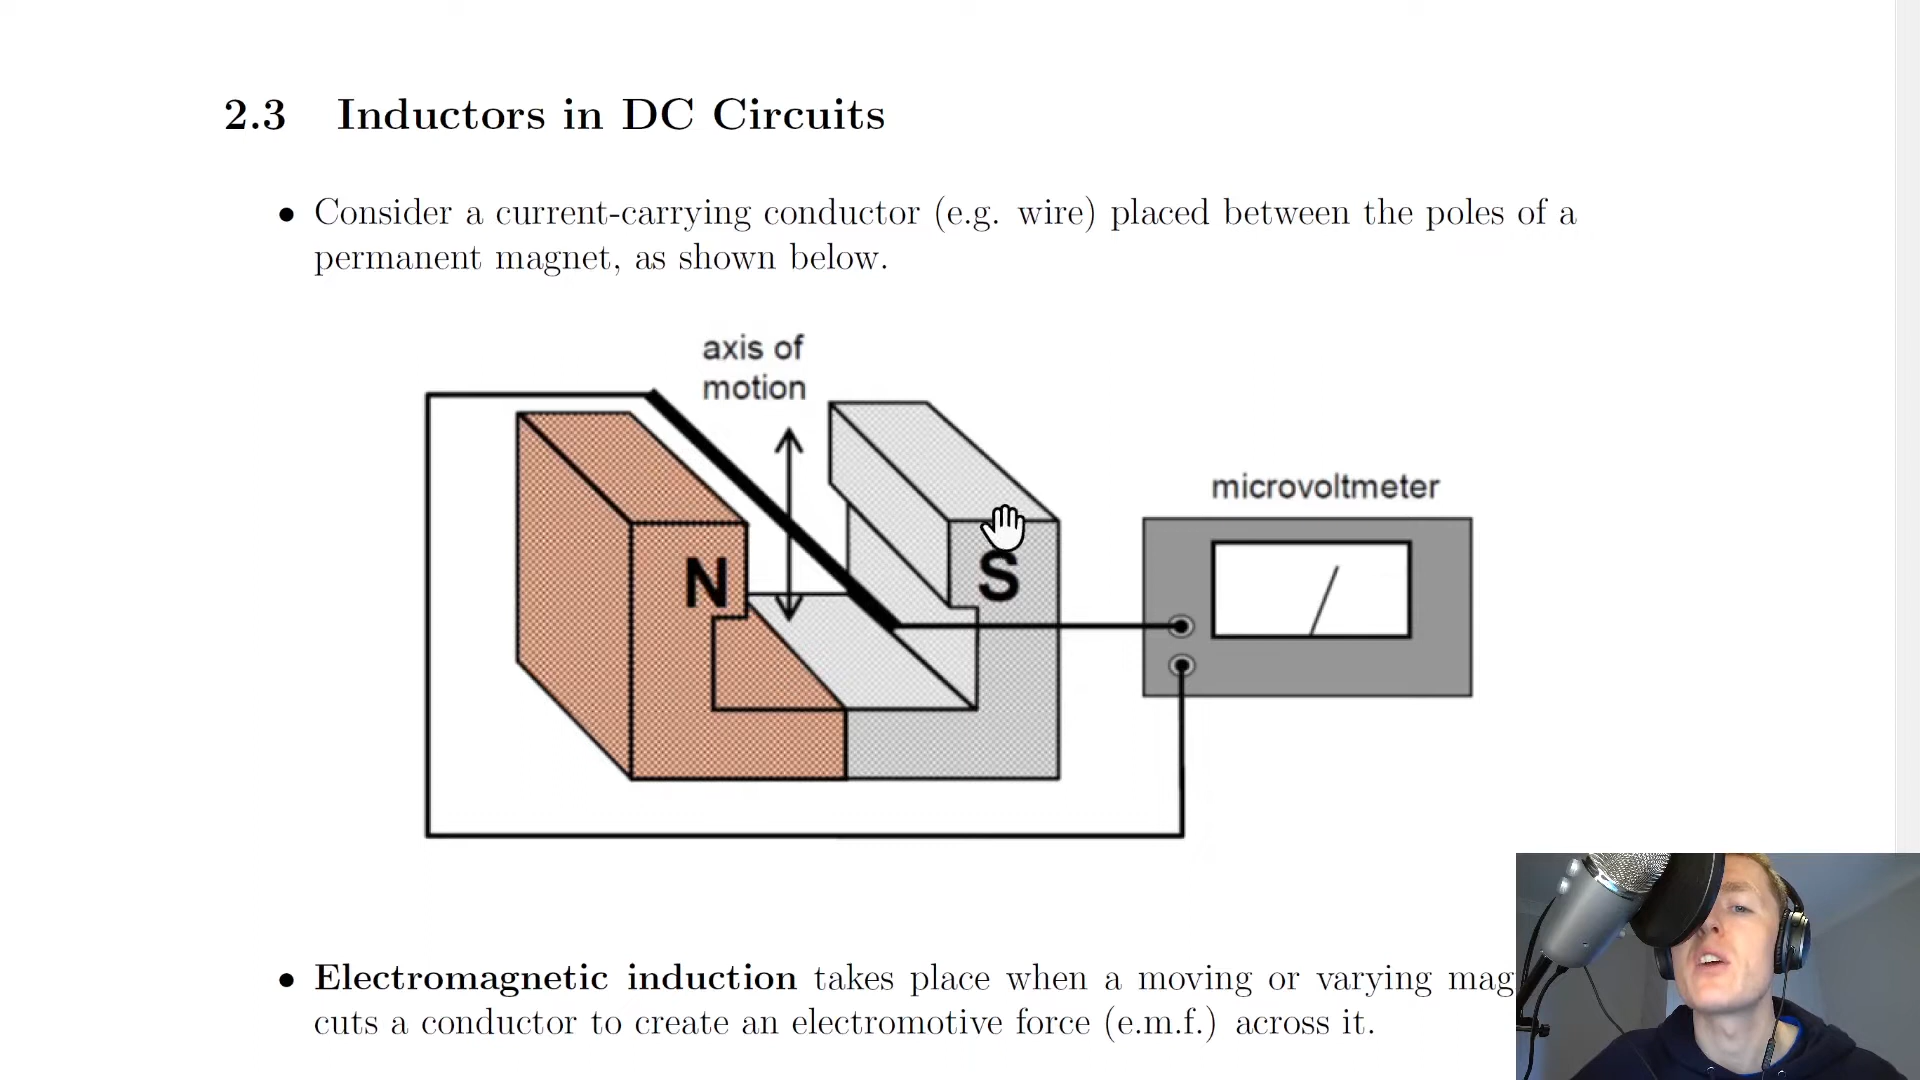 2.3 Inductors in DC Circuits
• Consider a current-carrying conductor (e.g. wire) placed between the poles of a
permanent magnet, as shown below.
axis of
motion
microvoltmeter
N
S
• Electromagnetic induction takes place when a moving or varying mag
cuts a conductor to create an electromotive force (e.m.f.) across it.